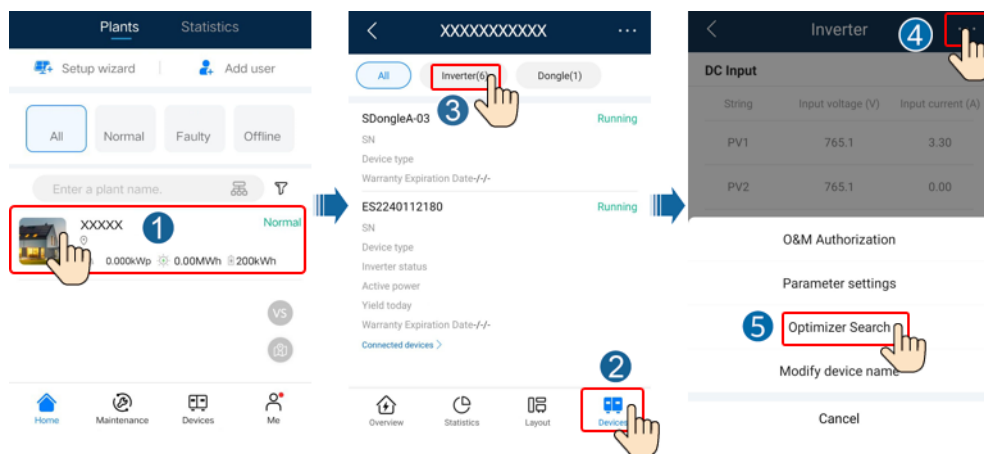 Plants Statistics
Setup wizard Add user
All Normal Faulty Offline
Enter a plant name.
XXXXX 1 Normal
0.000kWp 0.00MWh 200kWh
VS
Home Maintenance Devices Me
XXXXXXXXXXX ...
All Inverter(6) Dongle(1)
3
SDongleA-03 Running
SN
Device type
Warranty Expiration Date-/-/-
ES2240112180 Running
SN
Device type
Inverter status
Active power
Yield today
Warranty Expiration Date-/-/-
Connected devices >
2
Overview Statistics Layout Devices
Inverter 4
DC Input
String Input voltage (V) Input current (A)
PV1 765.1 3.30
PV2 765.1 0.00
O&M Authorization
Parameter settings
5 Optimizer Search
Modify device name
Cancel